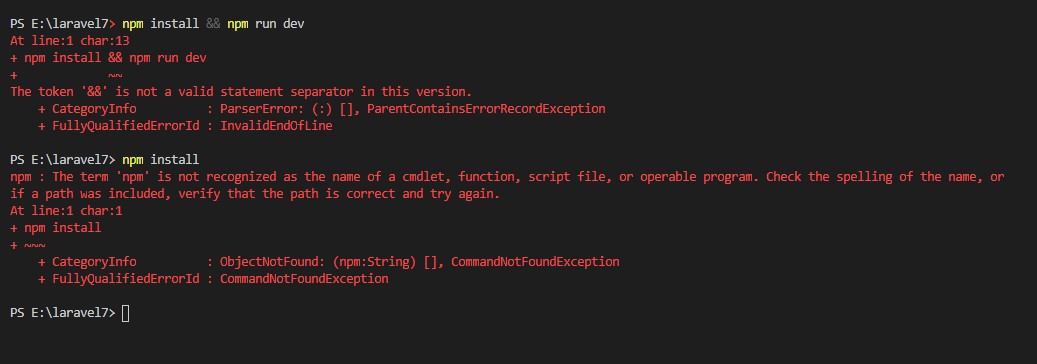 PS E:\laravel7> npm install && npm run dev
At line:1 char:13
+ npm install && npm run dev
+             ~~
The token '&&' is not a valid statement separator in this version.
    + CategoryInfo          : ParserError: (:) [], ParentContainsErrorRecordException
    + FullyQualifiedErrorId : InvalidEndOfLine
PS E:\laravel7> npm install
npm : The term 'npm' is not recognized as the name of a cmdlet, function, script file, or operable program. Check the spelling of the name, or
if a path was included, verify that the path is correct and try again.
At line:1 char:1
+ npm install
+ ~~~
    + CategoryInfo          : ObjectNotFound: (npm:String) [], CommandNotFoundException
    + FullyQualifiedErrorId : CommandNotFoundException
PS E:\laravel7>